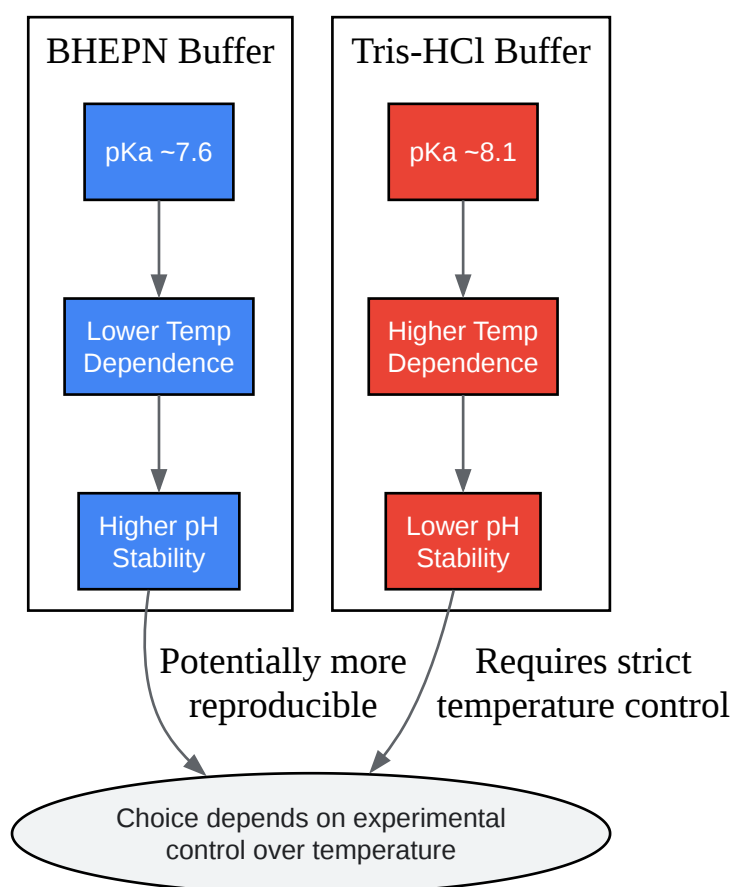 BHEPN Buffer
pKa ~7.6
Lower Temp
Dependence
Higher pH
Stability
Tris-HCl Buffer
pKa ~8.1
Higher Temp
Dependence
Lower pH
Stability
Potentially more
reproducible
Requires strict
temperature control
Choice depends on experimental
control over temperature